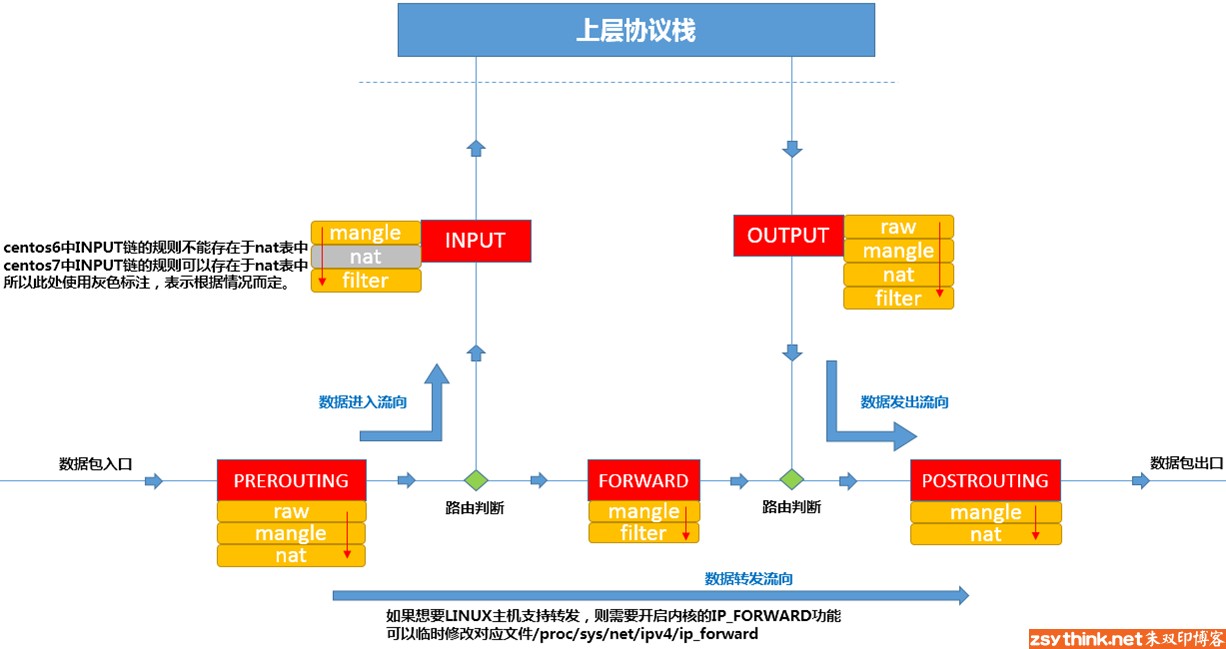 上层协议栈
centos6中INPUT链的规则不能存在于nat表中
centos7中INPUT链的规则可以存在于nat表中
所以此处使用灰色标注，表示根据情况而定。
mangle
nat
filter
INPUT
OUTPUT
raw
mangle
nat
filter
数据进入流向
数据发出流向
数据包入口
PREROUTING
raw
mangle
nat
路由判断
FORWARD
mangle
filter
路由判断
POSTROUTING
mangle
nat
数据包出口
数据转发流向
如果想要LINUX主机支持转发，则需要开启内核的IP_FORWARD功能
可以临时修改对应文件/proc/sys/net/ipv4/ip_forward
zsythink.net朱双印博客